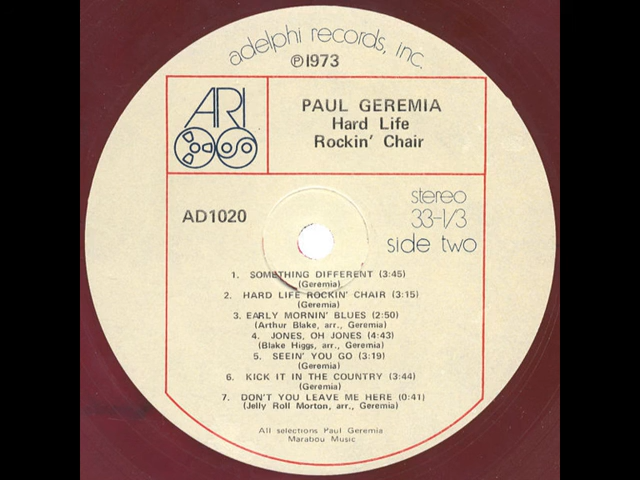 adelphi records, inc.
℗1973
ARI
PAUL GEREMIA
Hard Life
Rockin' Chair
AD1020
stereo
33-1/3
side two
1. SOMETHING DIFFERENT (3:45)
(Geremia)
2. HARD LIFE ROCKIN' CHAIR (3:15)
(Geremia)
3. EARLY MORNIN' BLUES (2:50)
(Arthur Blake, arr., Geremia)
4. JONES, OH JONES (4:43)
(Blake Higgs, arr., Geremia)
5. SEEIN' YOU GO (3:19)
(Geremia)
6. KICK IT IN THE COUNTRY (3:44)
(Geremia)
7. DON'T YOU LEAVE ME HERE (0:41)
(Jelly Roll Morton, arr., Geremia)
All selections Paul Geremia
Marabou Music